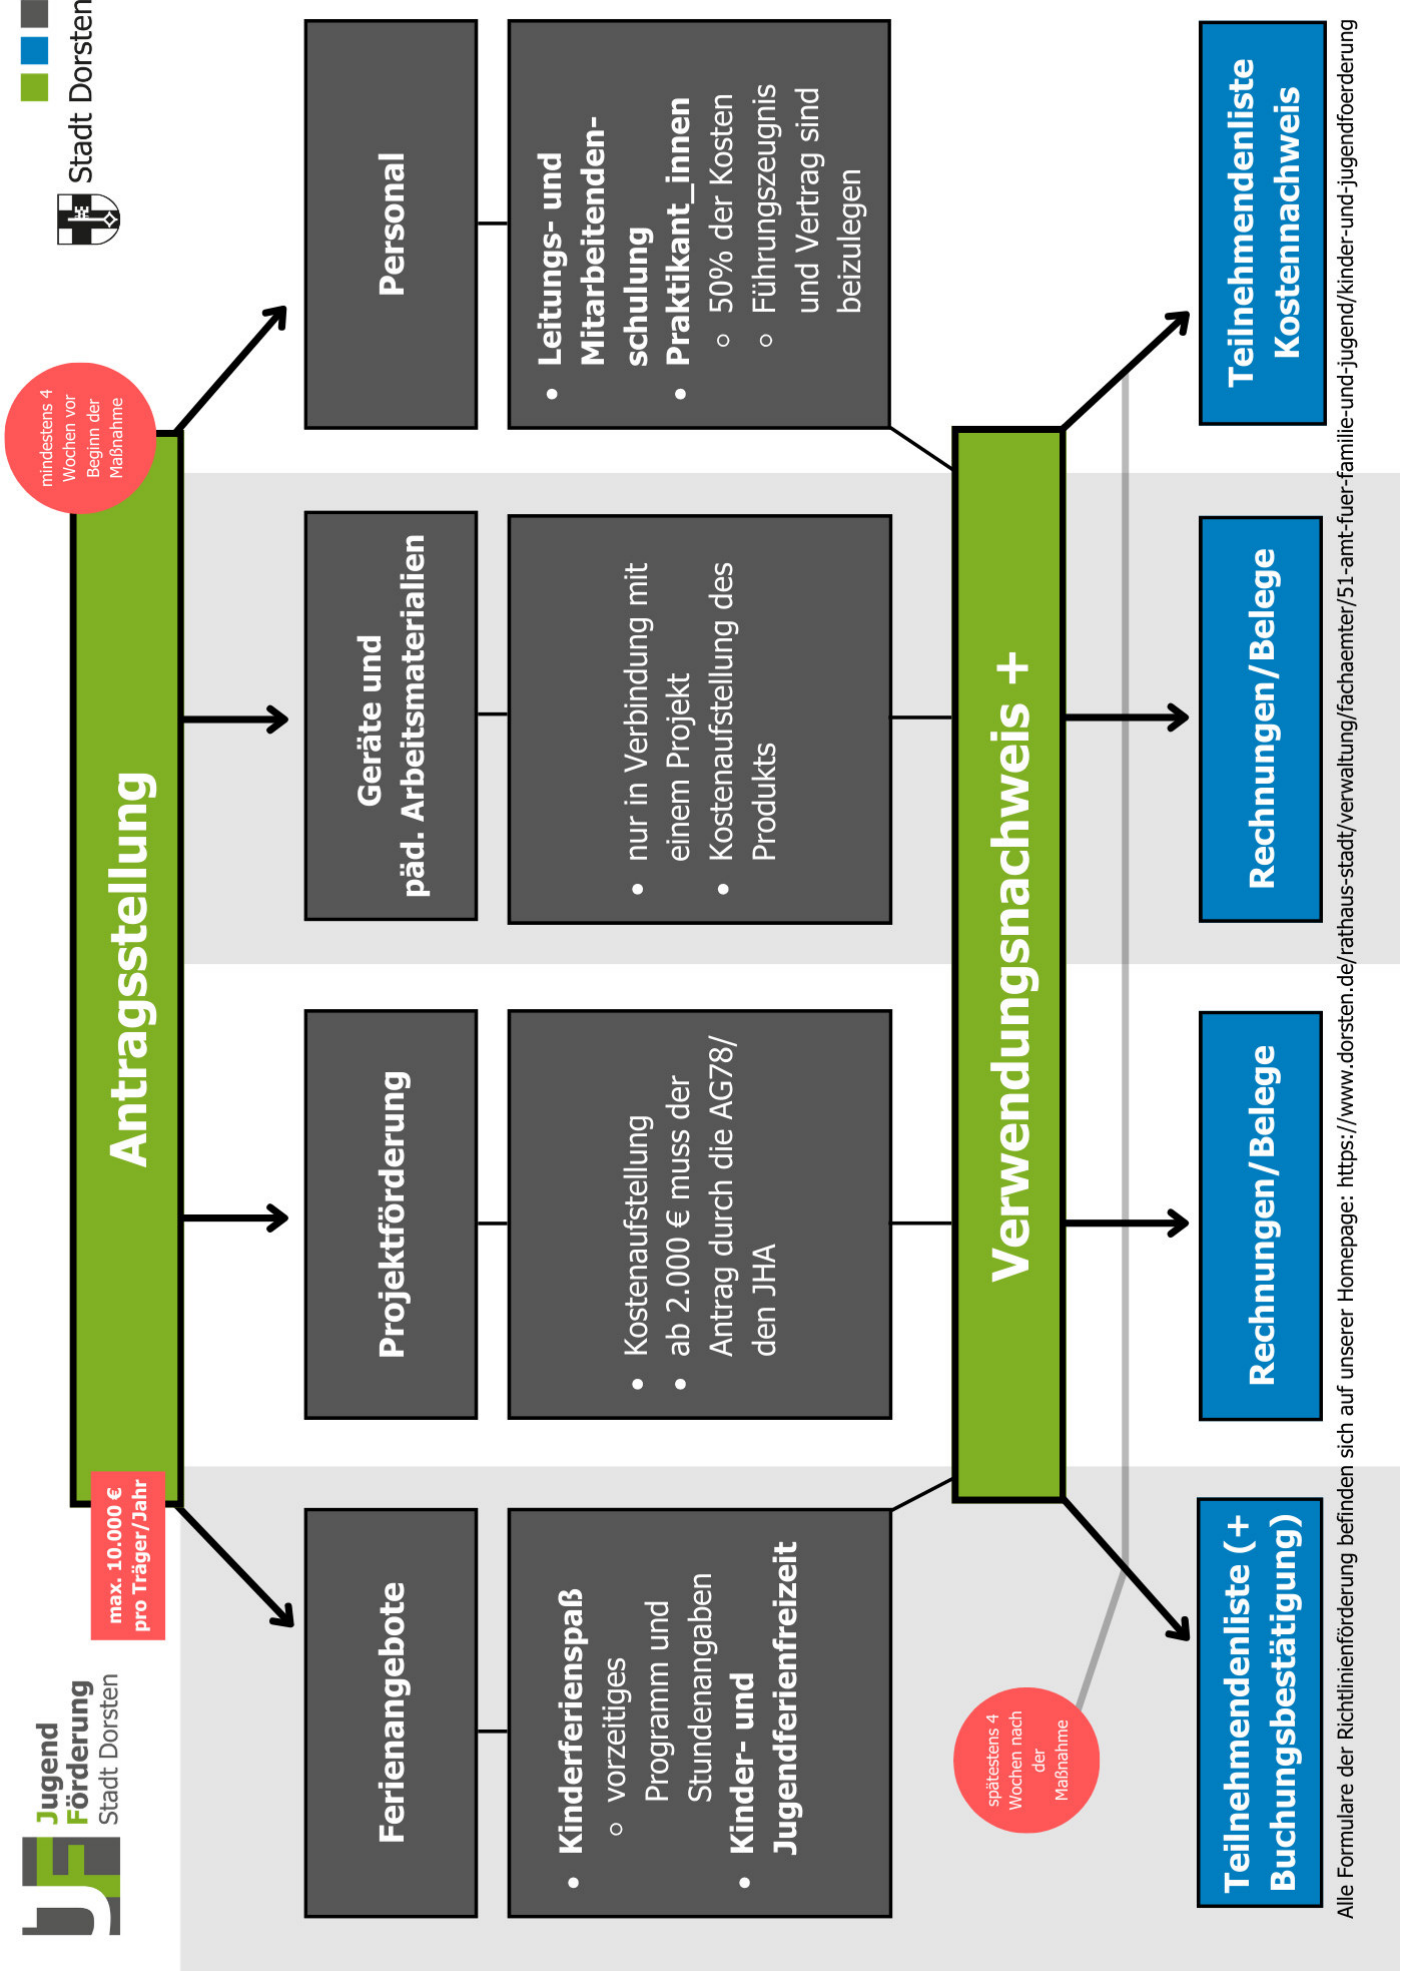 Jugend
Förderung
Stadt Dorsten
Stadt Dorsten
max. 10.000 €
pro Träger/Jahr
Antragsstellung
mindestens 4
Wochen vor
Beginn der
Maßnahme
Ferienangebote
• Kinderferienspaß
○ vorzeitiges
Programm und
Stundenangaben
• Kinder- und
Jugendferienfreizeit
Projektförderung
• Kostenaufstellung
• ab 2.000 € muss der
Antrag durch die AG78/
den JHA
Geräte und
päd. Arbeitsmaterialien
• nur in Verbindung mit
einem Projekt
• Kostenaufstellung des
Produkts
Personal
• Leitungs- und
Mitarbeitenden-
schulung
• Praktikant_innen
○ 50% der Kosten
○ Führungszeugnis
und Vertrag sind
beizulegen
Verwendungsnachweis +
spätestens 4
Wochen nach
der
Maßnahme
Teilnehmendenliste (+
Buchungsbestätigung)
Rechnungen/Belege
Rechnungen/Belege
Teilnehmendenliste
Kostennachweis
Alle Formulare der Richtlinienförderung befinden sich auf unserer Homepage: https://www.dorsten.de/rathaus-stadt/verwaltung/fachaemter/51-amt-fuer-familie-und-jugend/kinder-und-jugendfoerderung